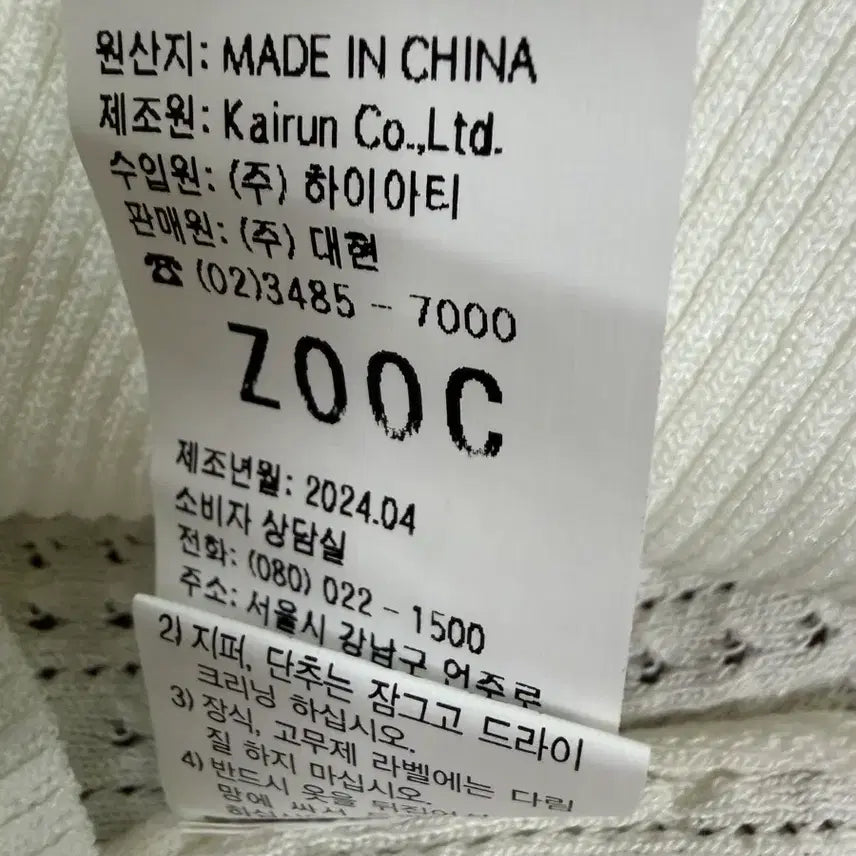 원산지: MADE IN CHINA
제조원: Kairun Co.,Ltd.
수입원: (주) 하이아티
판매원: (주) 대현
☎ (02)3485 - 7000
ZOOC
제조년월: 2024.04
소비자 상담실
전화: (080) 022 - 1500
주소: 서울시 강남구 언주로
2) 지퍼, 단추는 잠그고 드라이
크리닝 하십시오.
3) 장식, 고무제 라벨에는 다림
질 하지 마십시오.
4) 반드시 옷을
망에